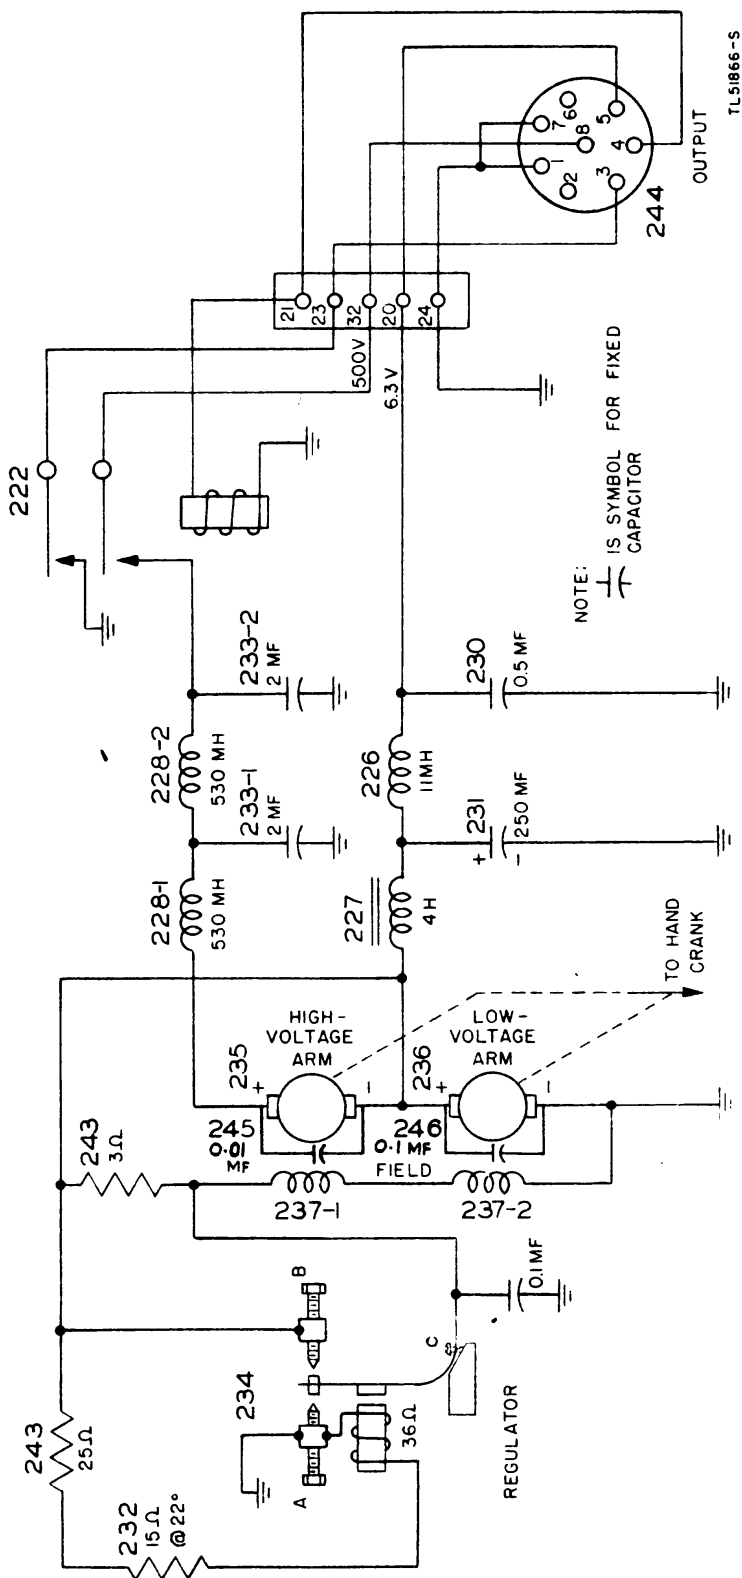 243
25Ω
232
15Ω
@22°
243
3Ω
234
A
B
C
36Ω
REGULATOR
0.1MF
235
HIGH-
VOLTAGE
ARM
+
-
245
0.01
MF
236
LOW-
VOLTAGE
ARM
+
-
246
0.1 MF
FIELD
237-1
237-2
TO HAND
CRANK
228-1
530 MH
228-2
530 MH
233-1
2 MF
233-2
2 MF
227
4H
226
11MH
231
+
-
250 MF
230
0.5 MF
222
500V
6.3V
21
23
32
20
24
NOTE:
IS SYMBOL FOR FIXED
CAPACITOR
1
2
3
4
5
6
7
8
244
OUTPUT
TL51866-S